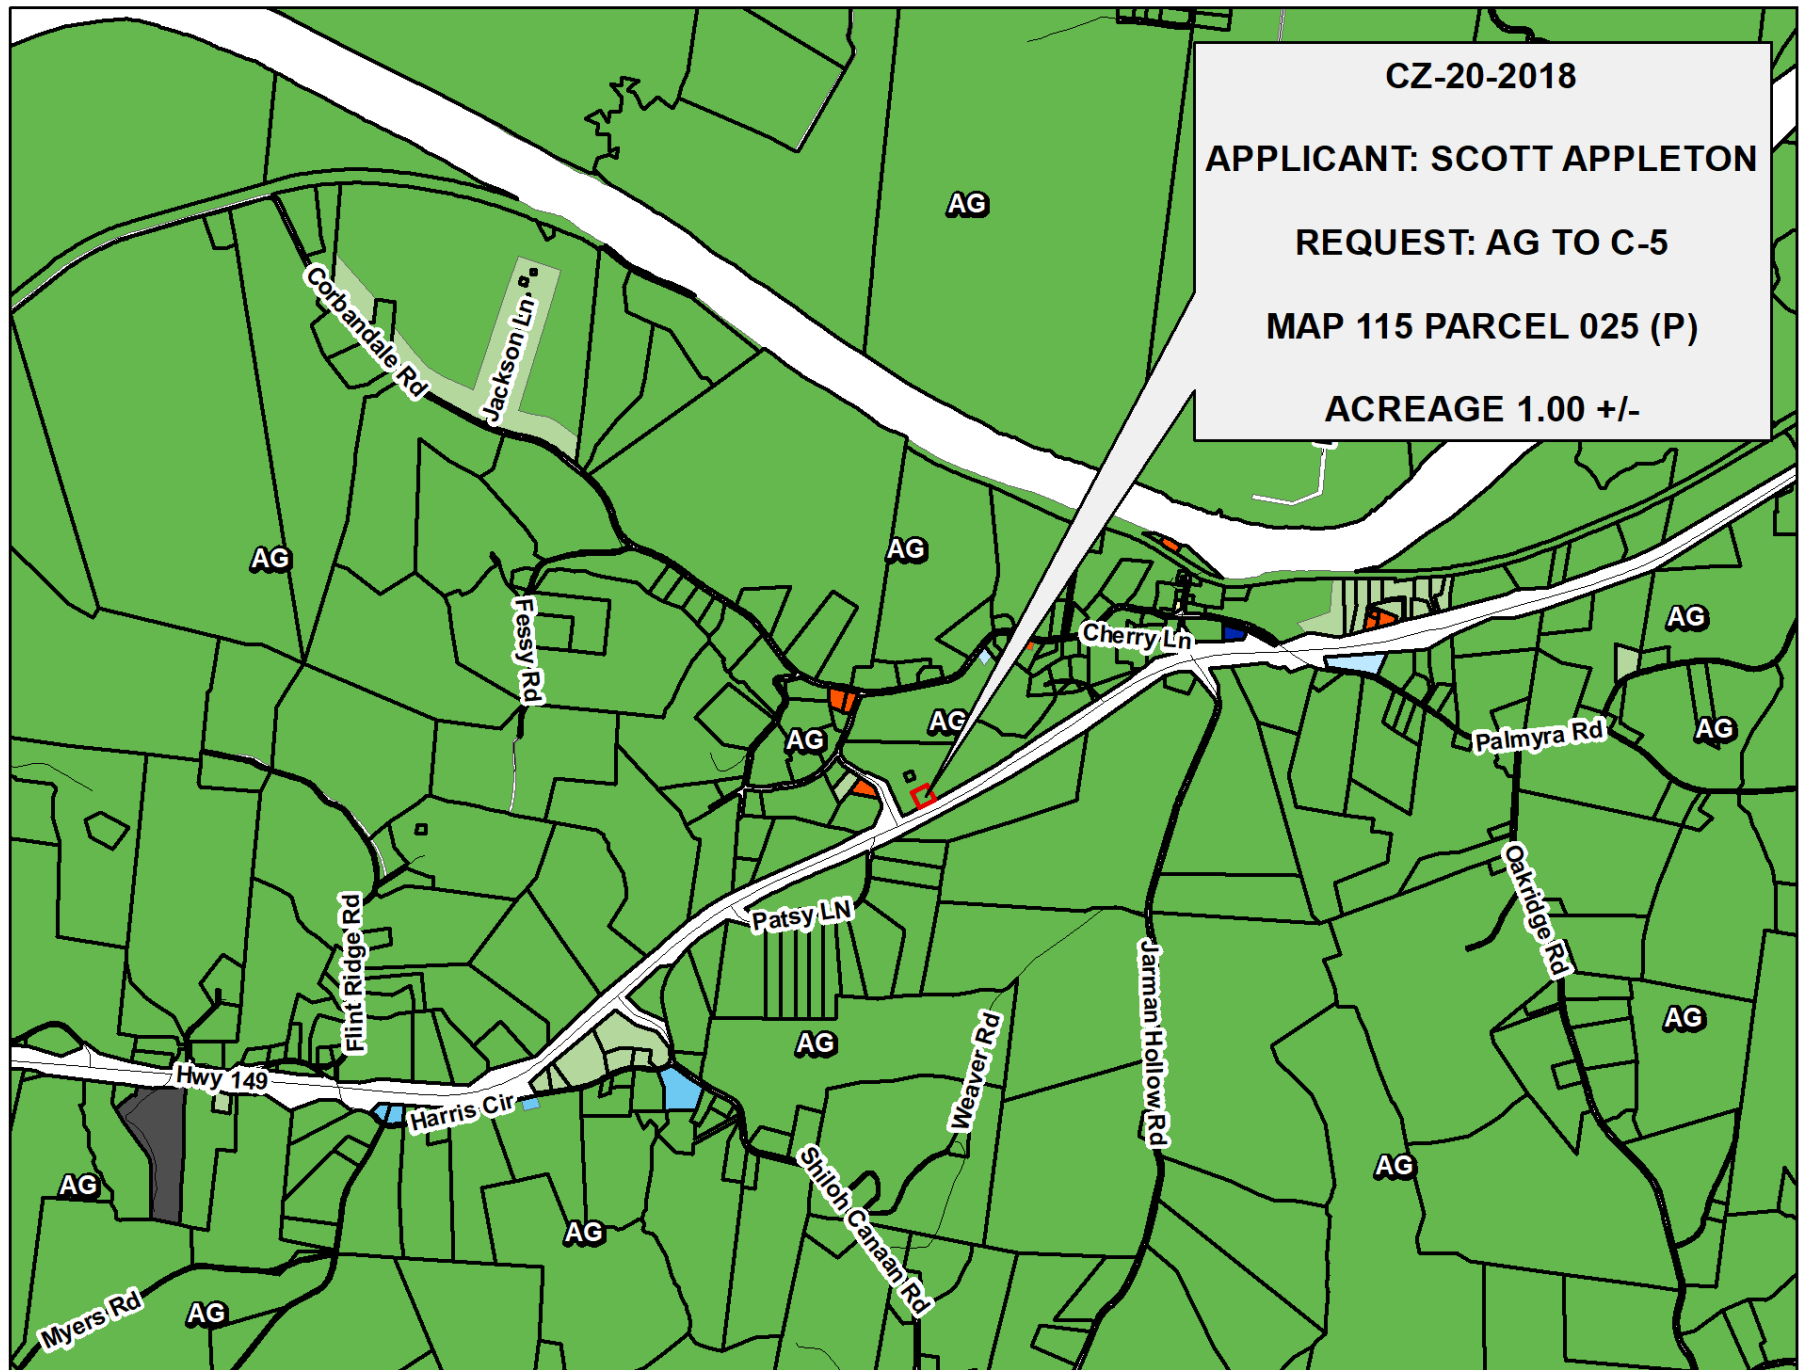 CZ-20-2018
APPLICANT: SCOTT APPLETON
REQUEST: AG TO C-5
MAP 115 PARCEL 025 (P)
ACREAGE 1.00 +/-
AG
Corbandale Rd
Jackson Ln
AG
AG
Fessy Rd
Cherry Ln
AG
AG
AG
Palmyra Rd
AG
Oakridge Rd
Flint Ridge Rd
Patsy LN
Jarman Hollow Rd
Weaver Rd
AG
AG
Hwy 149
Harris Cir
AG
Shiloh Canaan Rd
AG
AG
Myers Rd
AG